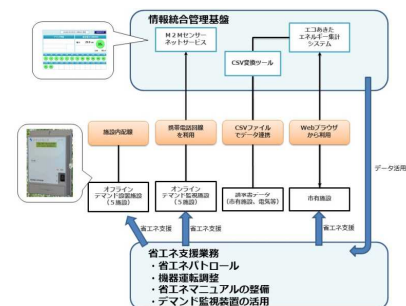 情報統合管理基盤
M2Mセンサー
ネットサービス
CSV変換ツール
エコあきた
エネルギー集計
システム
施設内配線
携帯電話回線
を利用
CSVファイル
でデータ連携
Webブラウザ
から利用
データ活用
オフライン
デマンド設置施設
(5施設)
オンライン
デマンド監視施設
(5施設)
請求書データ
(市有施設、電気等)
市有施設
省エネ支援
省エネ支援
省エネ支援
省エネ支援業務
・省エネパトロール
・機器運転調整
・省エネマニュアルの整備
・デマンド監視装置の活用